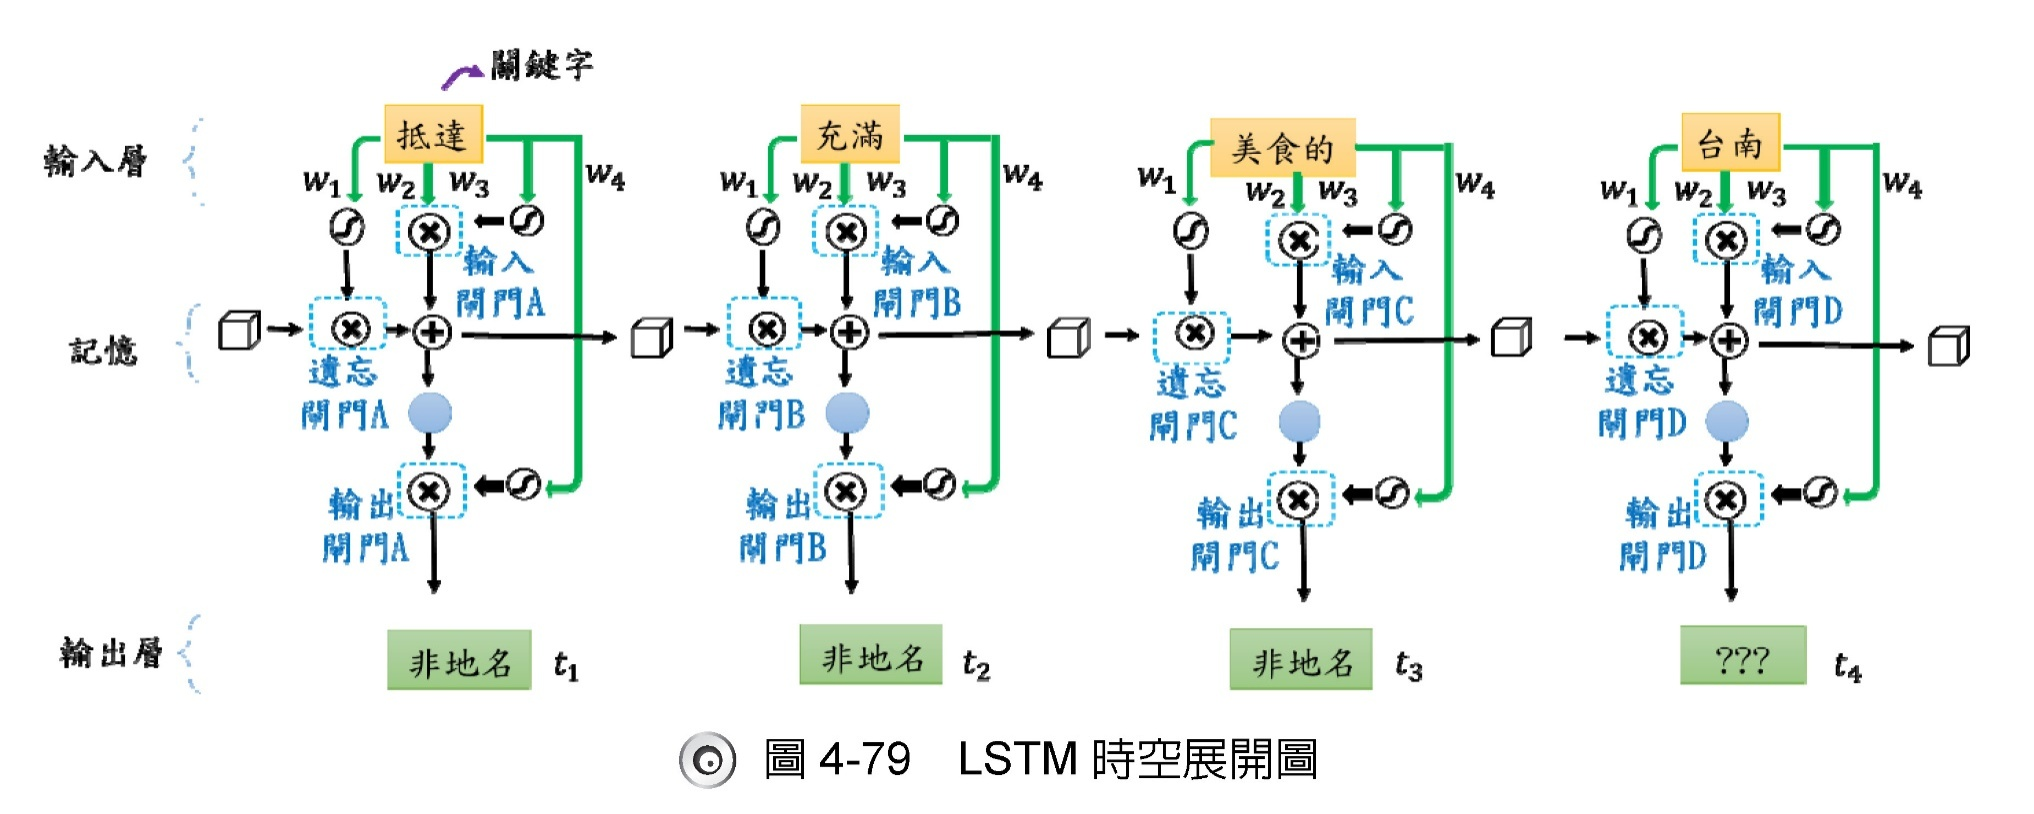 關鍵字
輸入層
抵達
充滿
美食的
台南
w₁ w₂ w₃ w₄
w₁ w₂ w₃ w₄
w₁ w₂ w₃ w₄
w₁ w₂ w₃ w₄
輸入
閘門A
輸入
閘門B
輸入
閘門C
輸入
閘門D
記憶
遺忘
閘門A
遺忘
閘門B
遺忘
閘門C
遺忘
閘門D
輸出
閘門A
輸出
閘門B
輸出
閘門C
輸出
閘門D
輸出層
非地名 t₁
非地名 t₂
非地名 t₃
??? t₄
圖 4-79 LSTM 時空展開圖